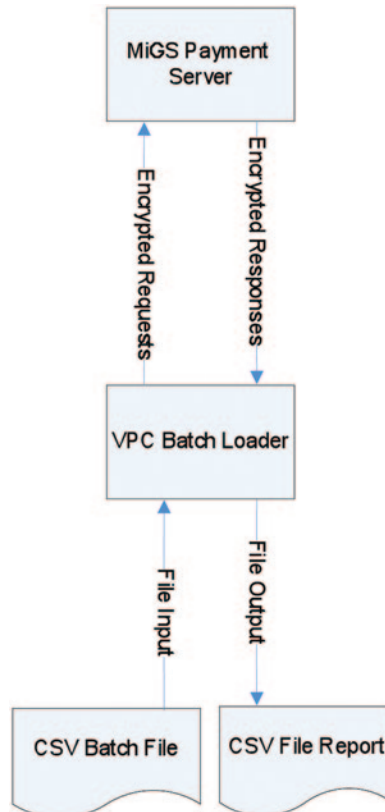 MiGS Payment
Server
Encrypted Requests
Encrypted Responses
VPC Batch Loader
File Input
File Output
CSV Batch File
CSV File Report